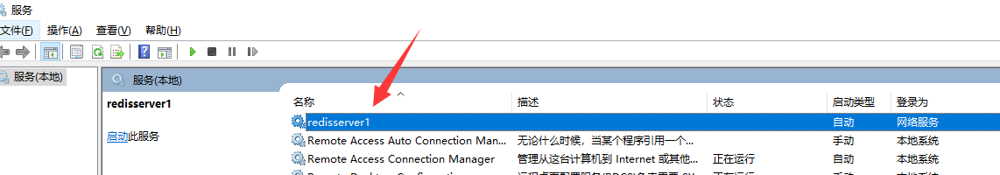 服务
文件(F) 操作(A) 查看(V) 帮助(H)
服务(本地)
服务(本地)
redisserver1
启动此服务
名称 描述 状态 启动类型 登录为
redisserver1 自动 网络服务
Remote Access Auto Connection Man... 无论什么时候，当某个程序引用一个... 手动 本地系统
Remote Access Connection Manager 管理从这台计算机到 Internet 或其他... 正在运行 自动 本地系统